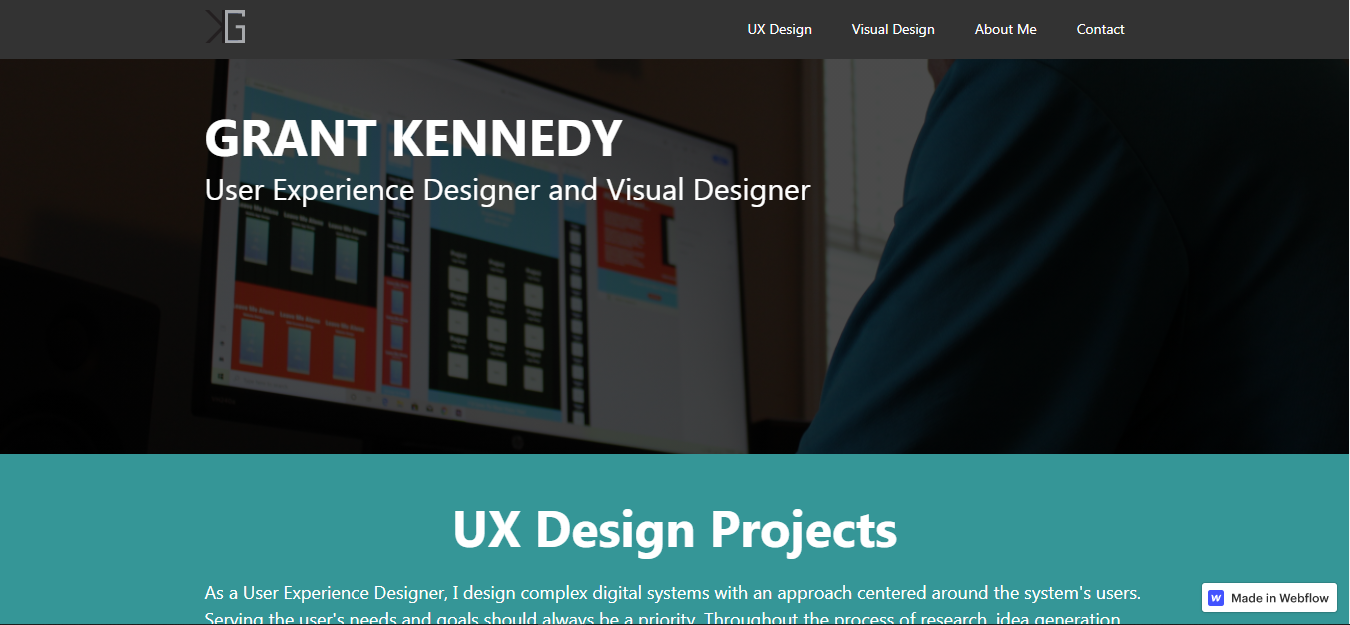 KG
UX Design
Visual Design
About Me
Contact
GRANT KENNEDY
User Experience Designer and Visual Designer
UX Design Projects
As a User Experience Designer, I design complex digital systems with an approach centered around the system's users.
Serving the user's needs and goals should always be a priority. Throughout the process of research, idea generation,
Made in Webflow